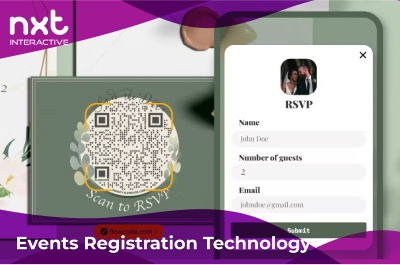 nxt
INTERACTIVE
Scan to RSVP
RSVP
Name
John Doe
Number of guests
2
Email
johndoe@gmail.com
Submit
Events Registration Technology